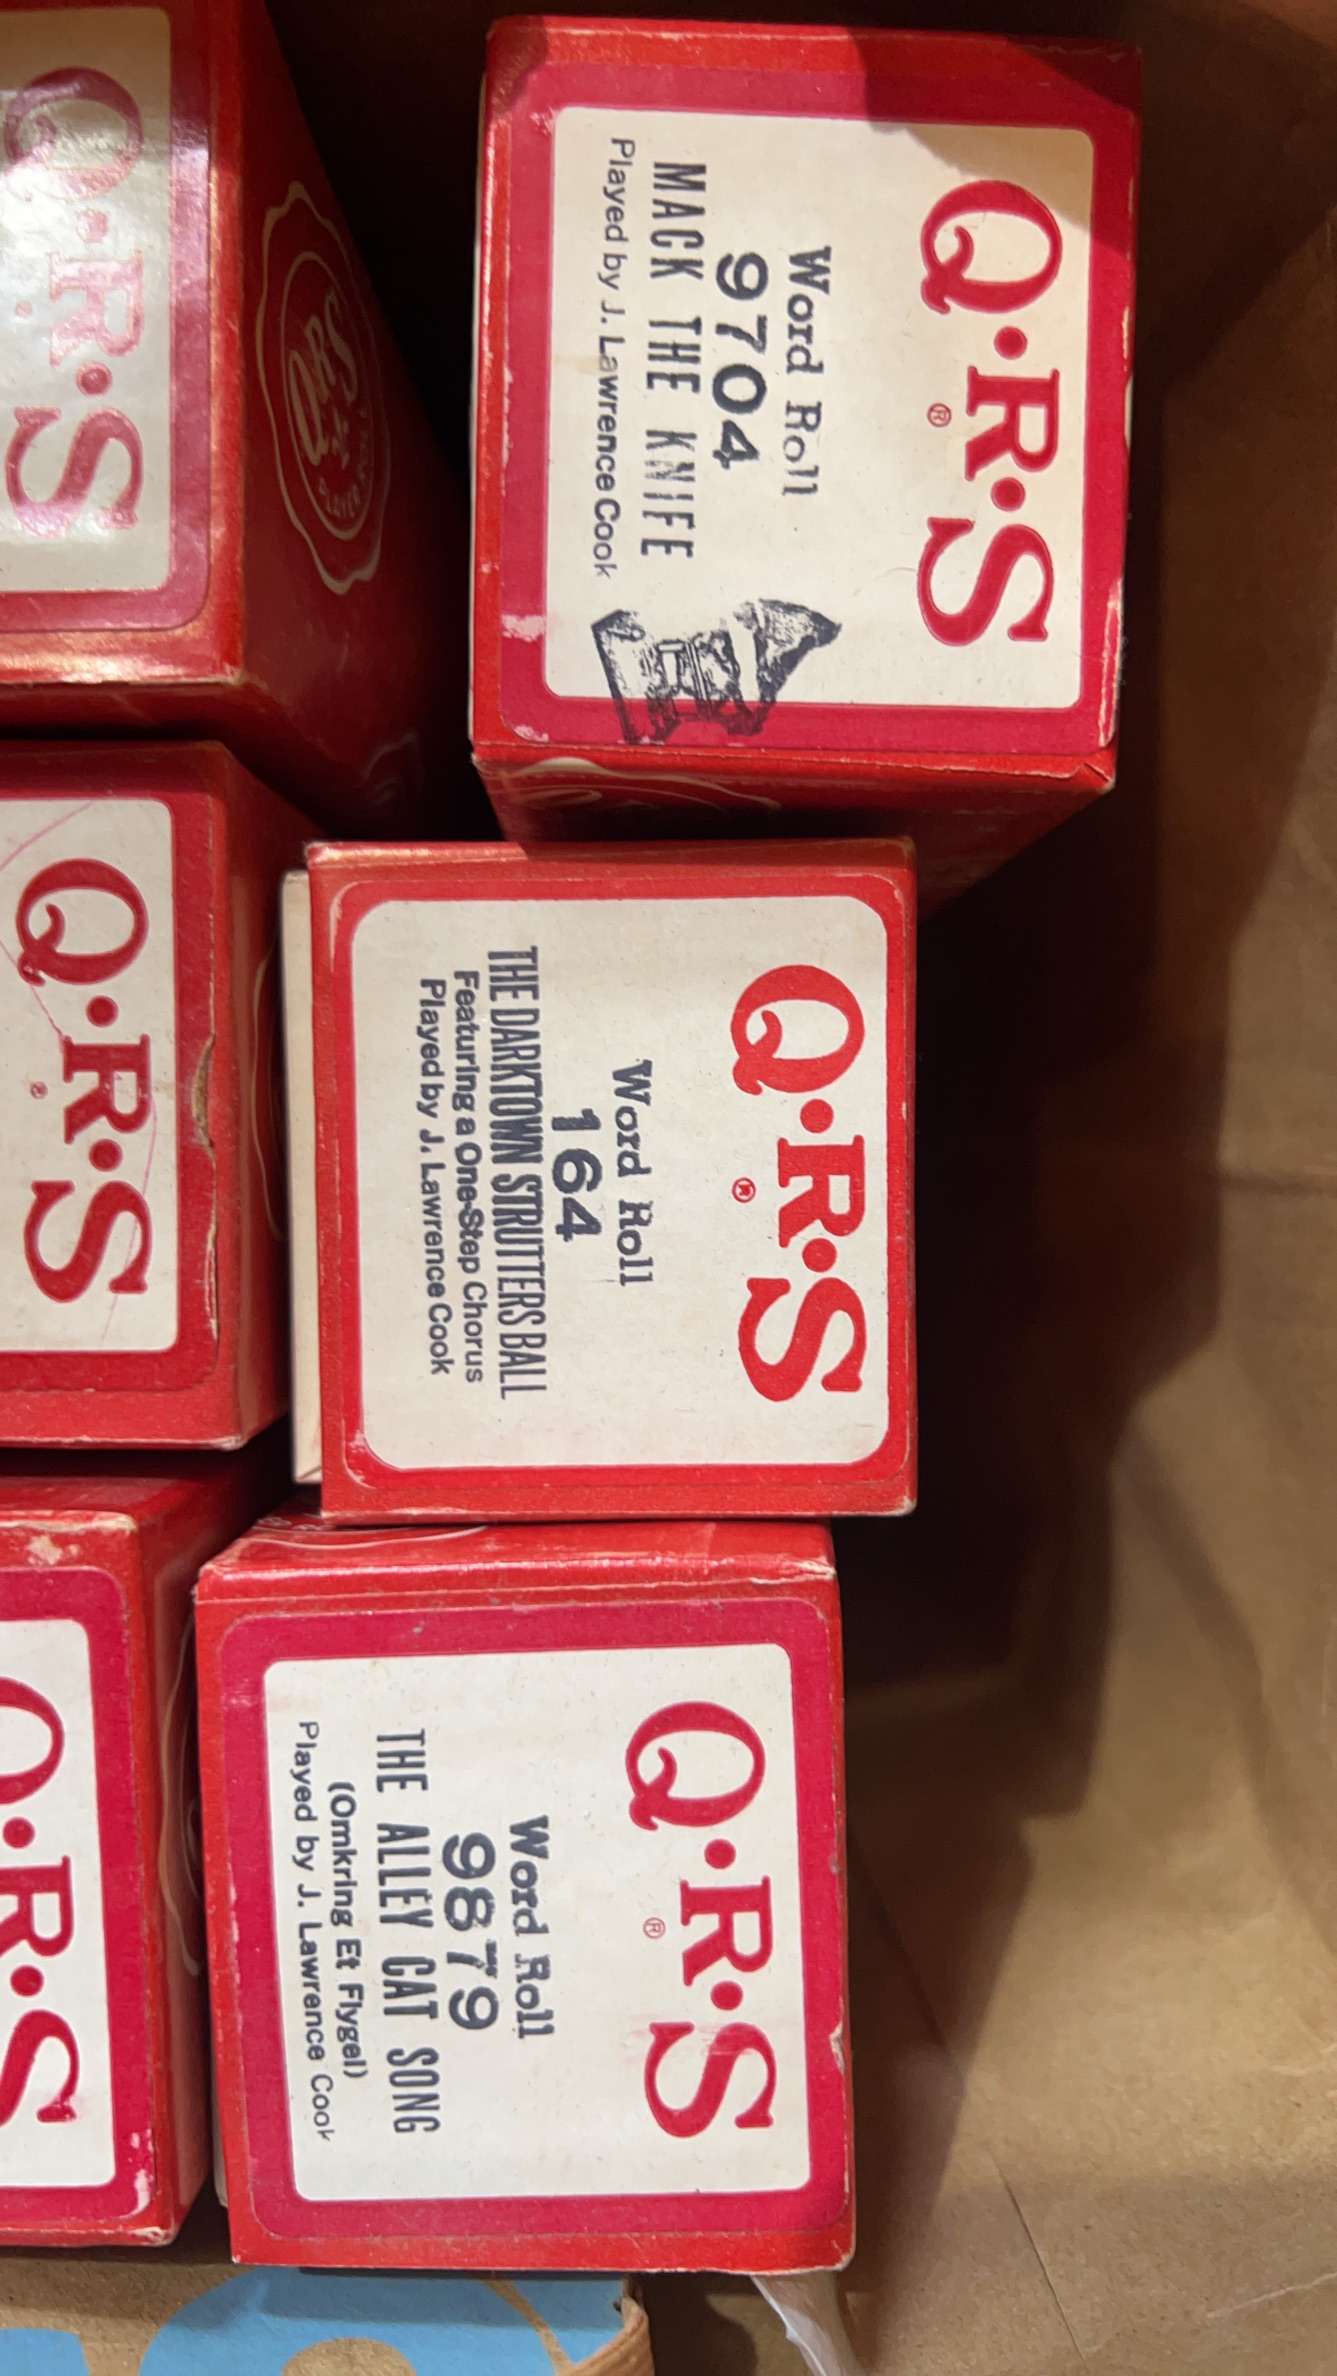 Q·R·S
®
Word Roll
9704
MACK THE KNIFE
Played by J. Lawrence Cook
Q·R·S
®
Word Roll
164
THE DARKTOWN STRUTTERS BALL
Featuring a One-Step Chorus
Played by J. Lawrence Cook
Q·R·S
®
Word Roll
9879
THE ALLEY CAT SONG
(Omkring Et Flygel)
Played by J. Lawrence Cook
Q·R·S
Q·R·S
®
Q·R·S